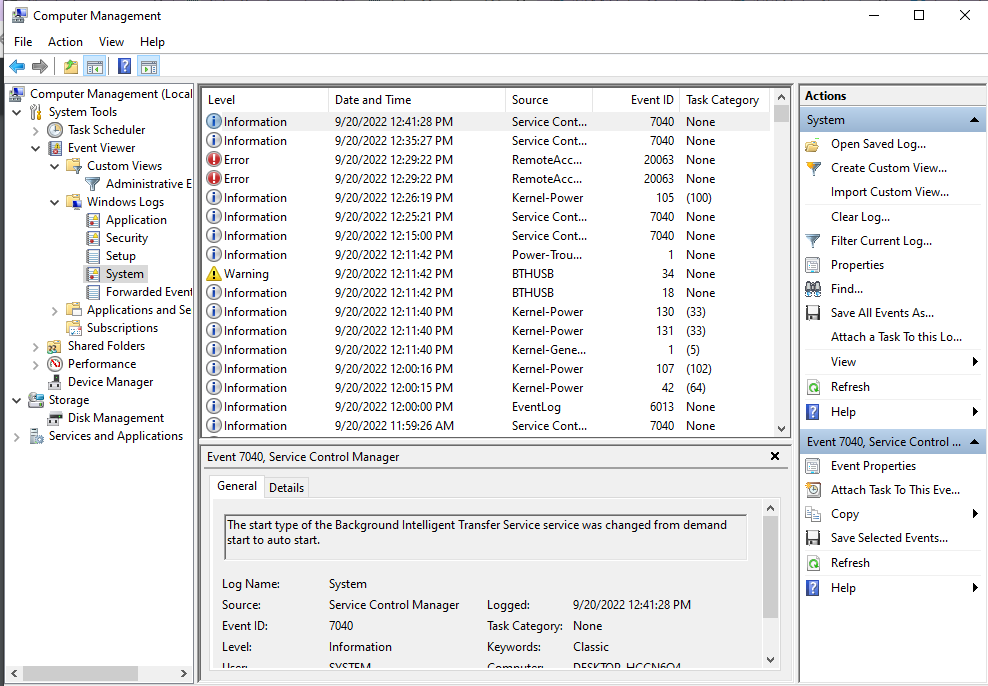 Computer Management
File Action View Help
Computer Management (Local
System Tools
Task Scheduler
Event Viewer
Custom Views
Administrative E
Windows Logs
Application
Security
Setup
System
Forwarded Event
Applications and Se
Subscriptions
Shared Folders
Performance
Device Manager
Storage
Disk Management
Services and Applications
Level Date and Time Source Event ID Task Category
Information 9/20/2022 12:41:28 PM Service Cont... 7040 None
Information 9/20/2022 12:35:27 PM Service Cont... 7040 None
Error 9/20/2022 12:29:22 PM RemoteAcc... 20063 None
Error 9/20/2022 12:29:22 PM RemoteAcc... 20063 None
Information 9/20/2022 12:26:19 PM Kernel-Power 105 (100)
Information 9/20/2022 12:25:21 PM Service Cont... 7040 None
Information 9/20/2022 12:15:00 PM Service Cont... 7040 None
Information 9/20/2022 12:11:42 PM Power-Trou... 1 None
Warning 9/20/2022 12:11:42 PM BTHUSB 34 None
Information 9/20/2022 12:11:42 PM BTHUSB 18 None
Information 9/20/2022 12:11:40 PM Kernel-Power 130 (33)
Information 9/20/2022 12:11:40 PM Kernel-Power 131 (33)
Information 9/20/2022 12:11:40 PM Kernel-Gene... 1 (5)
Information 9/20/2022 12:00:16 PM Kernel-Power 107 (102)
Information 9/20/2022 12:00:15 PM Kernel-Power 42 (64)
Information 9/20/2022 12:00:00 PM EventLog 6013 None
Information 9/20/2022 11:59:26 AM Service Cont... 7040 None
Event 7040, Service Control Manager
General Details
The start type of the Background Intelligent Transfer Service service was changed from demand
start to auto start.
Log Name: System
Source: Service Control Manager Logged: 9/20/2022 12:41:28 PM
Event ID: 7040 Task Category: None
Level: Information Keywords: Classic
User: SYSTEM Computer: DESKTOP-HCCN6O4
Actions
System
Open Saved Log...
Create Custom View...
Import Custom View...
Clear Log...
Filter Current Log...
Properties
Find...
Save All Events As...
Attach a Task To this Lo...
View
Refresh
Help
Event 7040, Service Control ...
Event Properties
Attach Task To This Eve...
Copy
Save Selected Events...
Refresh
Help